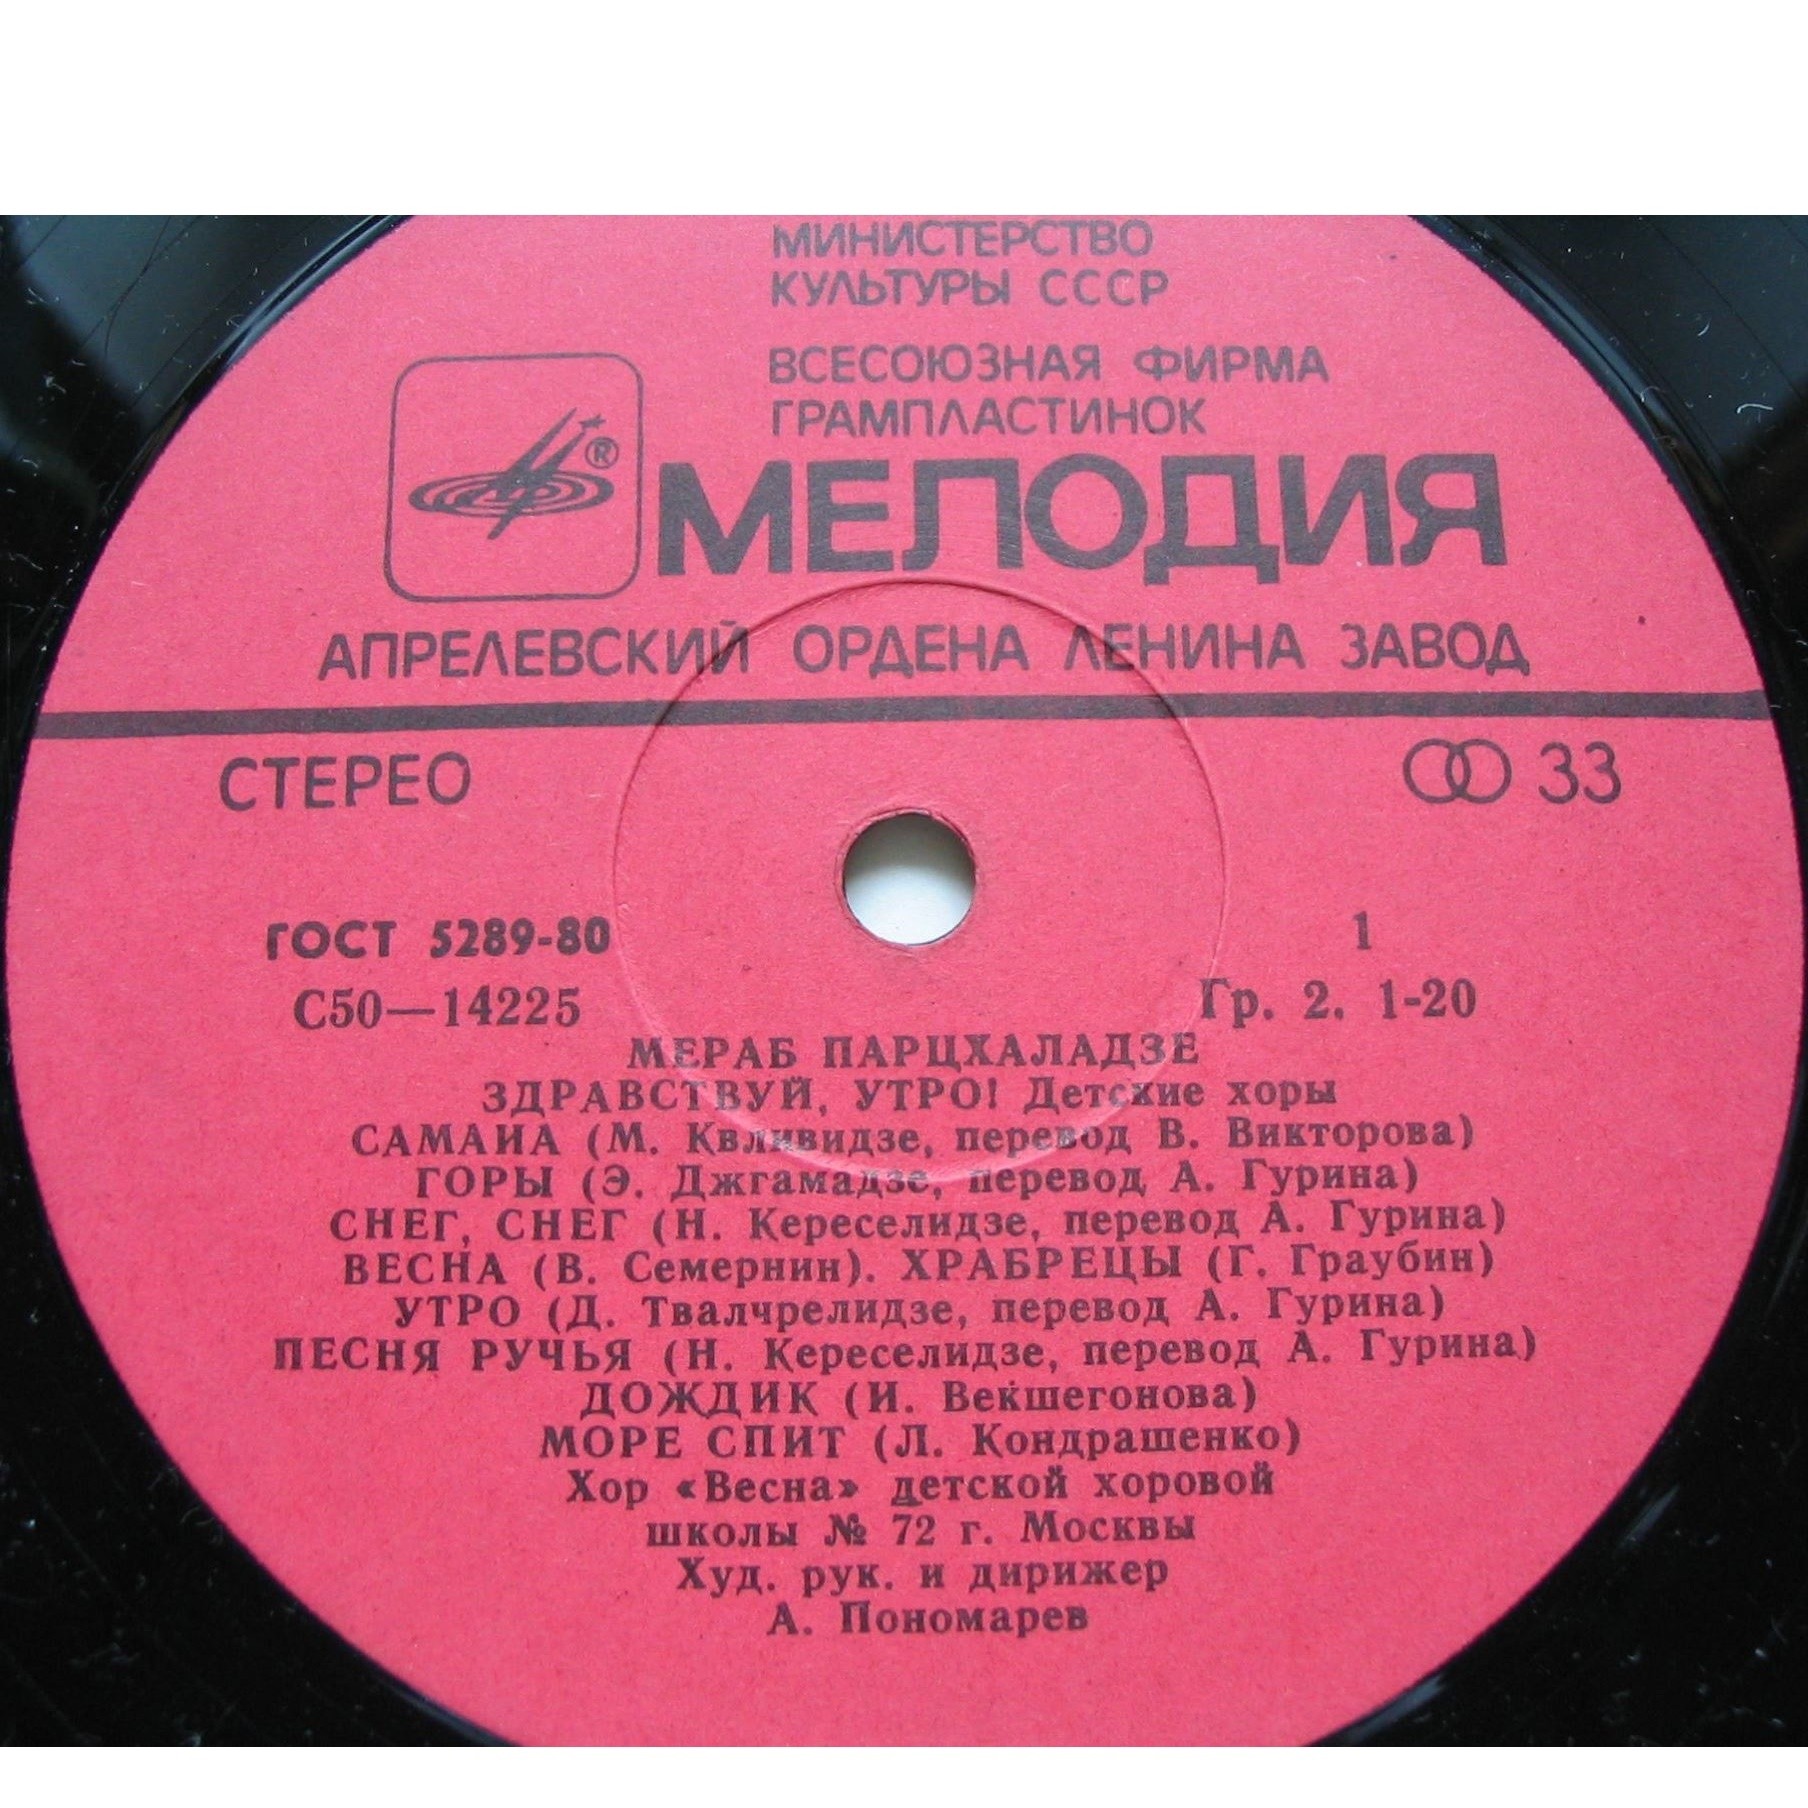 МИНИСТЕРСТВО
КУЛЬТУРЫ СССР
ВСЕСОЮЗНАЯ ФИРМА
ГРАМПЛАСТИНОК
®
МЕЛОДИЯ
АПРЕЛЕВСКИЙ ОРДЕНА ЛЕНИНА ЗАВОД
СТЕРЕО 33
ГОСТ 5289-80 1
С50—14225 Гр. 2. 1-20
МЕРАБ ПАРЦХАЛАДЗЕ
ЗДРАВСТВУЙ, УТРО! Детские хоры
САМАИА (М. Квливидзе, перевод В. Викторова)
ГОРЫ (Э. Джгамадзе, перевод А. Гурина)
СНЕГ, СНЕГ (Н. Кереселидзе, перевод А. Гурина)
ВЕСНА (В. Семернин). ХРАБРЕЦЫ (Г. Граубин)
УТРО (Д. Твалчрелидзе, перевод А. Гурина)
ПЕСНЯ РУЧЬЯ (Н. Кереселидзе, перевод А. Гурина)
ДОЖДИК (И. Векшегонова)
МОРЕ СПИТ (Л. Кондрашенко)
Хор «Весна» детской хоровой
школы № 72 г. Москвы
Худ. рук. и дирижер
А. Пономарев